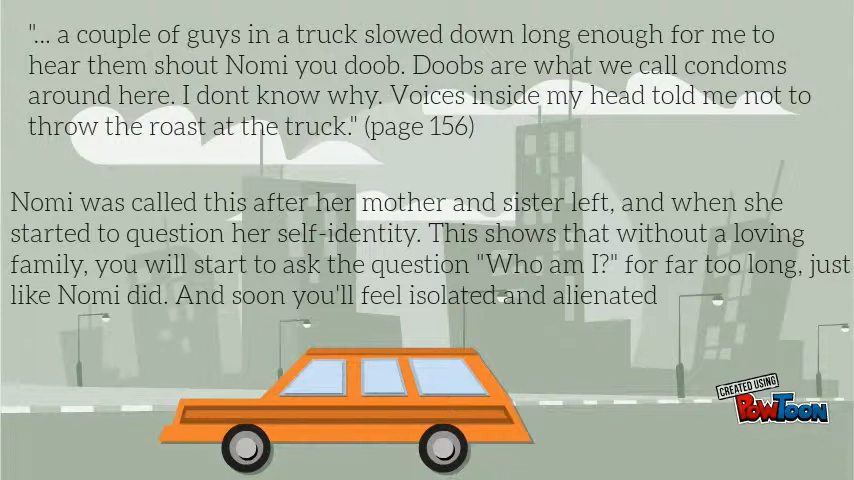 "... a couple of guys in a truck slowed down long enough for me to
hear them shout Nomi you doob. Doobs are what we call condoms
around here. I dont know why. Voices inside my head told me not to
throw the roast at the truck." (page 156)
Nomi was called this after her mother and sister left, and when she
started to question her self-identity. This shows that without a loving
family, you will start to ask the question "Who am I?" for far too long, just
like Nomi did. And soon you'll feel isolated and alienated
CREATED USING
POWTOON